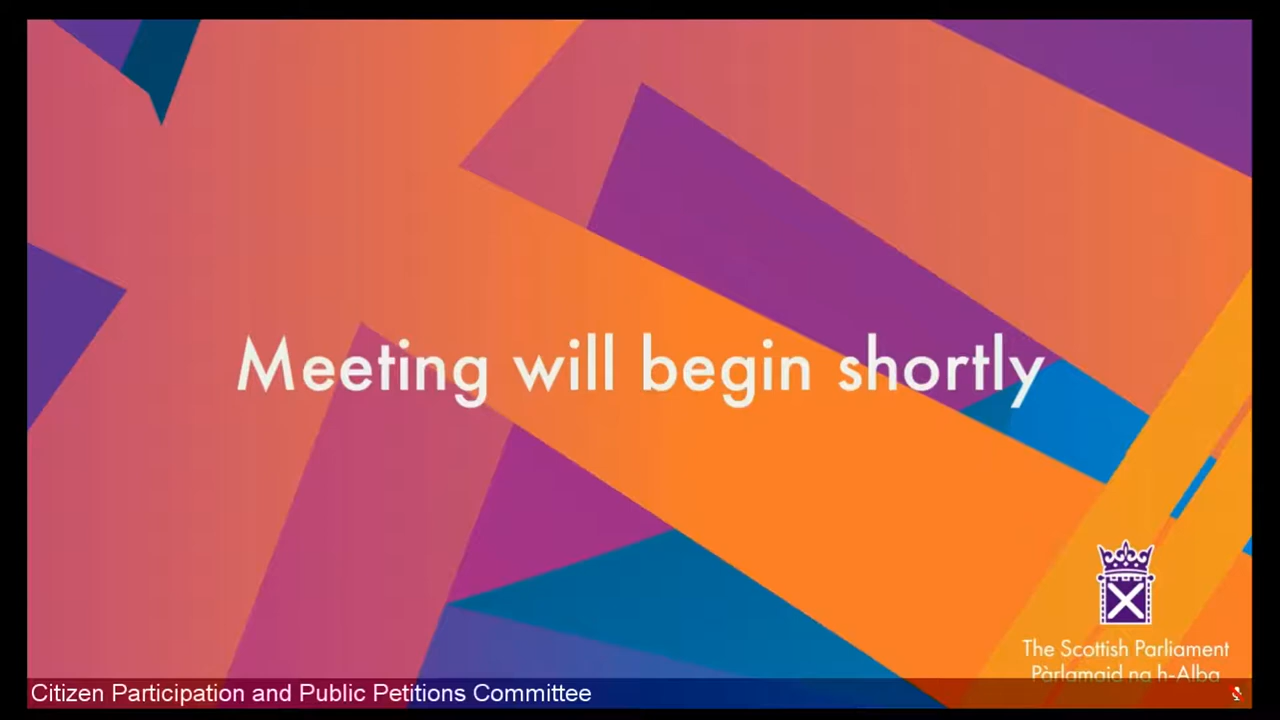 Meeting will begin shortly
The Scottish Parliament
Pàrlamaid na h-Alba
Citizen Participation and Public Petitions Committee